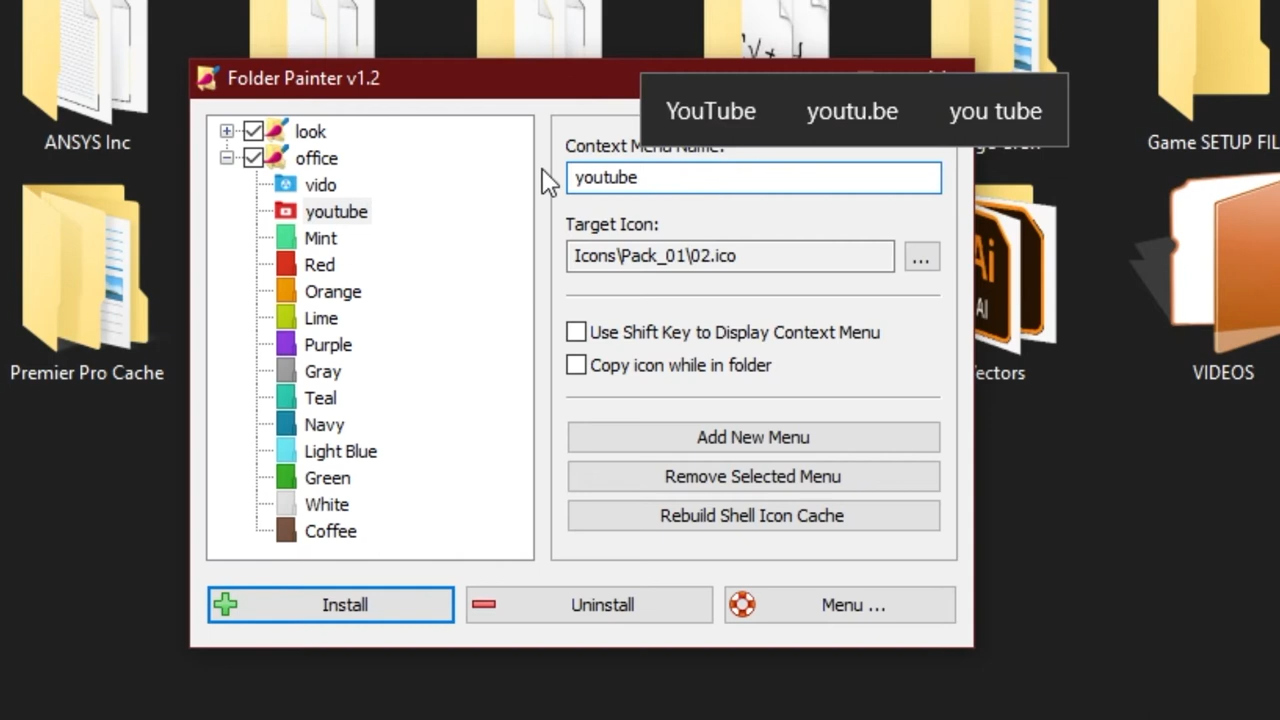 ANSYS Inc
Game SETUP FIL
Premier Pro Cache
VIDEOS
Folder Painter v1.2
YouTube youtu.be you tube
look
office
vido
youtube
Mint
Red
Orange
Lime
Purple
Gray
Teal
Navy
Light Blue
Green
White
Coffee
Context Menu Name:
youtube
Target Icon:
Icons\Pack_01\02.ico
...
Use Shift Key to Display Context Menu
Copy icon while in folder
Add New Menu
Remove Selected Menu
Rebuild Shell Icon Cache
Install
Uninstall
Menu ...
Ai
AI
ectors